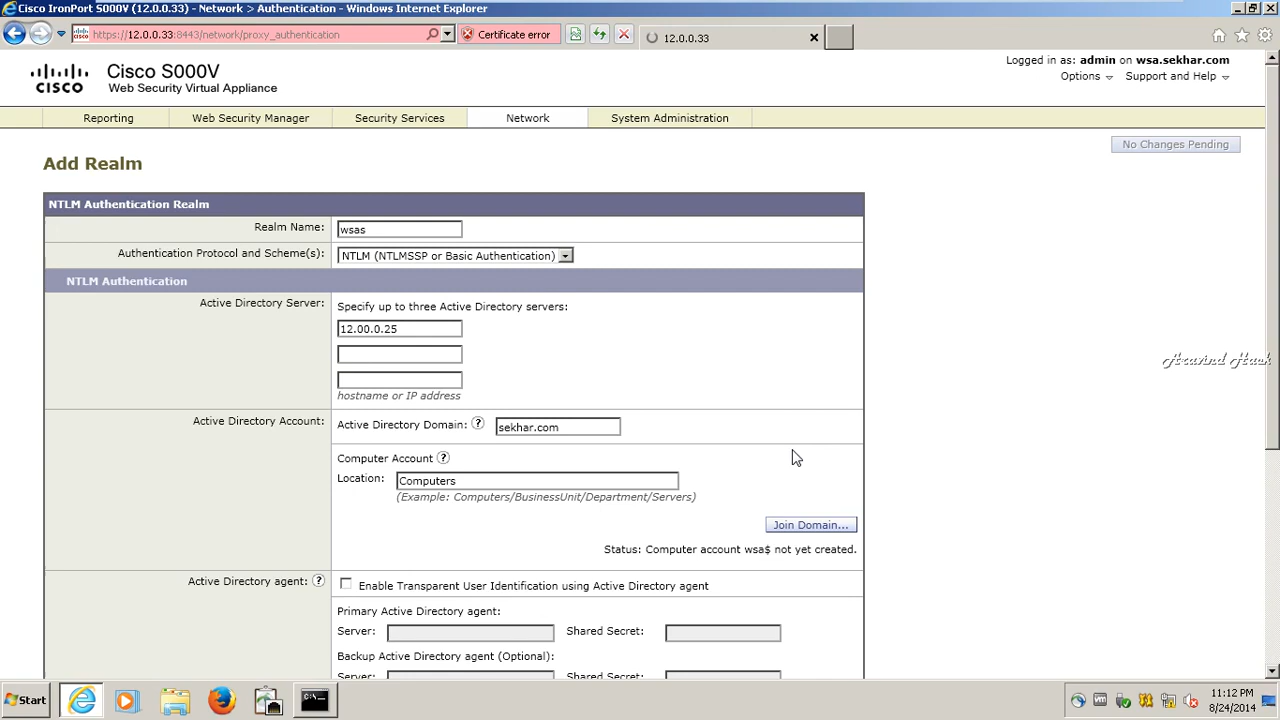 Cisco IronPort S000V (12.0.0.33) - Network > Authentication - Windows Internet Explorer
https://12.0.0.33:8443/network/proxy_authentication
Certificate error
12.0.0.33
Logged in as: admin on wsa.sekhar.com
Options
Support and Help
CISCO
Cisco S000V
Web Security Virtual Appliance
Reporting
Web Security Manager
Security Services
Network
System Administration
No Changes Pending
Add Realm
NTLM Authentication Realm
Realm Name: wsas
Authentication Protocol and Scheme(s): NTLM (NTLMSSP or Basic Authentication)
NTLM Authentication
Active Directory Server: Specify up to three Active Directory servers:
12.00.0.25
hostname or IP address
Active Directory Account: Active Directory Domain: ? sekhar.com
Computer Account ?
Location: Computers
(Example: Computers/BusinessUnit/Department/Servers)
Join Domain...
Status: Computer account wsa$ not yet created.
Active Directory agent: ? Enable Transparent User Identification using Active Directory agent
Primary Active Directory agent:
Server: Shared Secret:
Backup Active Directory agent (Optional):
Server: Shared Secret:
Aravind Hask
Start
11:12 PM
8/24/2014